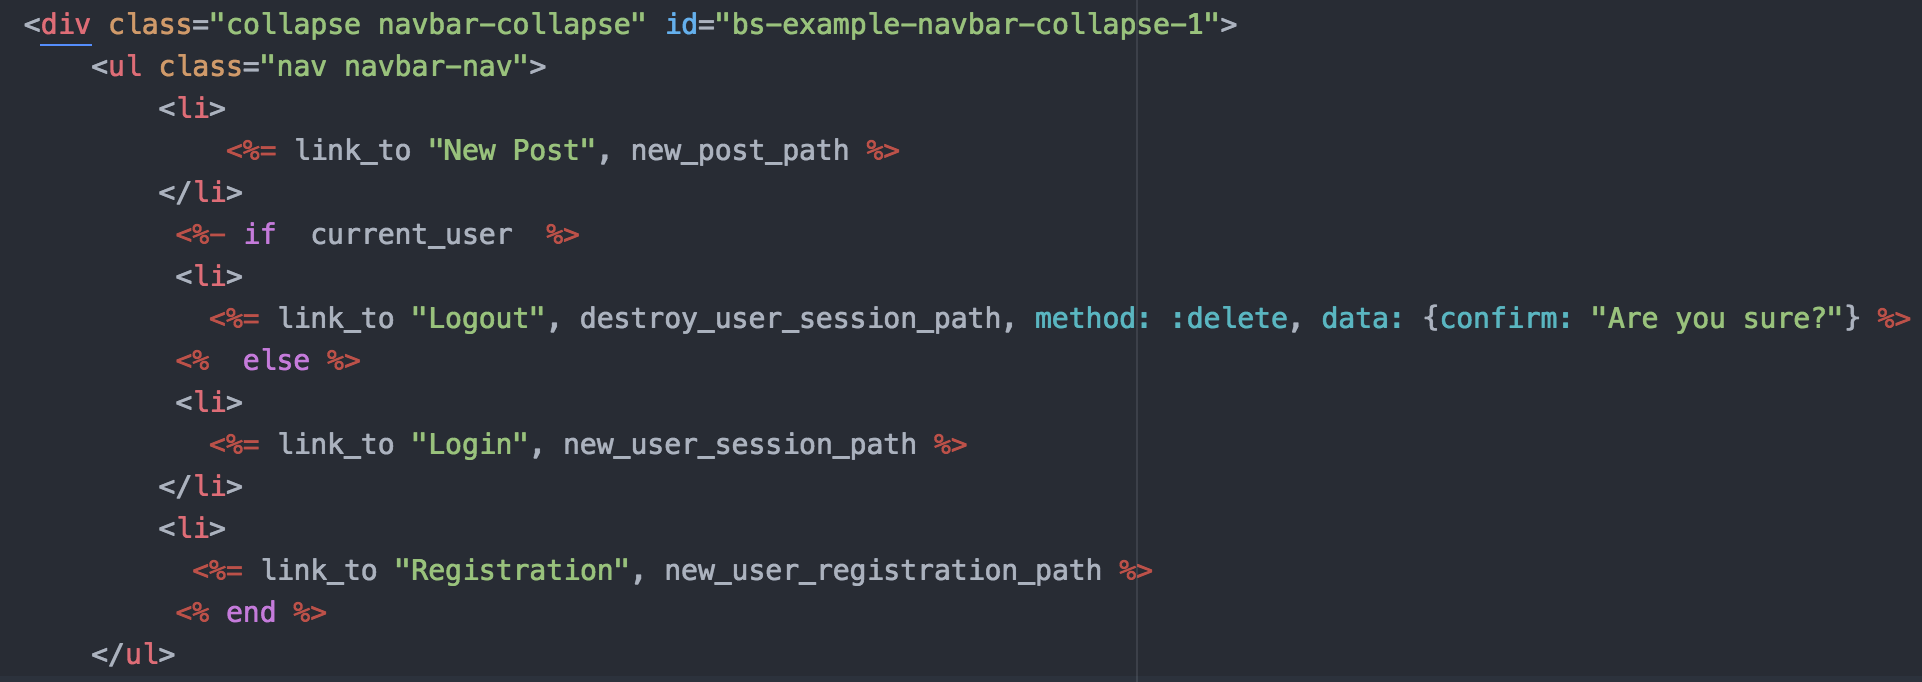 <div class="collapse navbar-collapse" id="bs-example-navbar-collapse-1">
    <ul class="nav navbar-nav">
        <li>
            <%= link_to "New Post", new_post_path %>
        </li>
         <%- if  current_user  %>
         <li>
           <%= link_to "Logout", destroy_user_session_path, method: :delete, data: {confirm: "Are you sure?"} %>
         <%  else %>
         <li>
           <%= link_to "Login", new_user_session_path %>
        </li>
        <li>
          <%= link_to "Registration", new_user_registration_path %>
         <% end %>
    </ul>